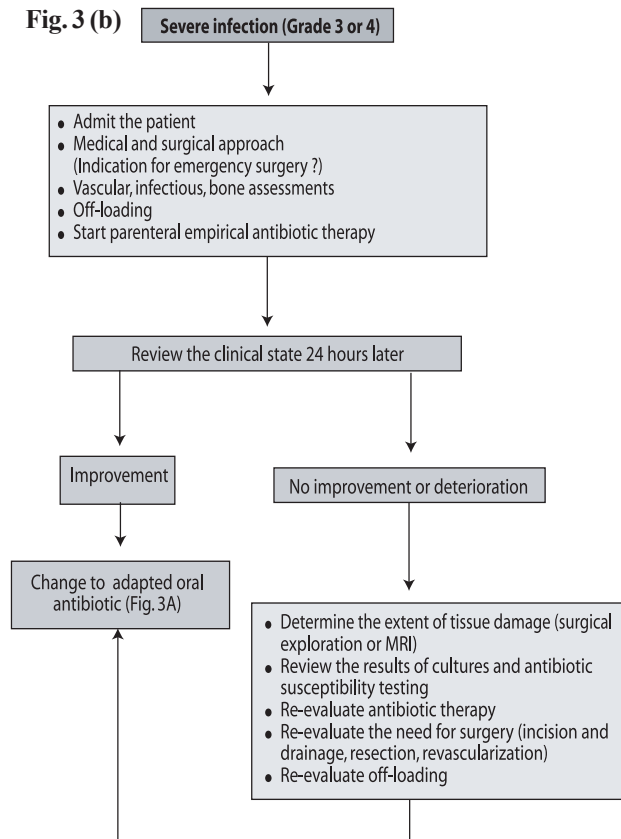 Fig. 3 (b)
Severe infection (Grade 3 or 4)
• Admit the patient
• Medical and surgical approach
(Indication for emergency surgery ?)
• Vascular, infectious, bone assessments
• Off-loading
• Start parenteral empirical antibiotic therapy
Review the clinical state 24 hours later
Improvement
No improvement or deterioration
Change to adapted oral
antibiotic (Fig. 3A)
• Determine the extent of tissue damage (surgical
exploration or MRI)
• Review the results of cultures and antibiotic
susceptibility testing
• Re-evaluate antibiotic therapy
• Re-evaluate the need for surgery (incision and
drainage, resection, revascularization)
• Re-evaluate off-loading